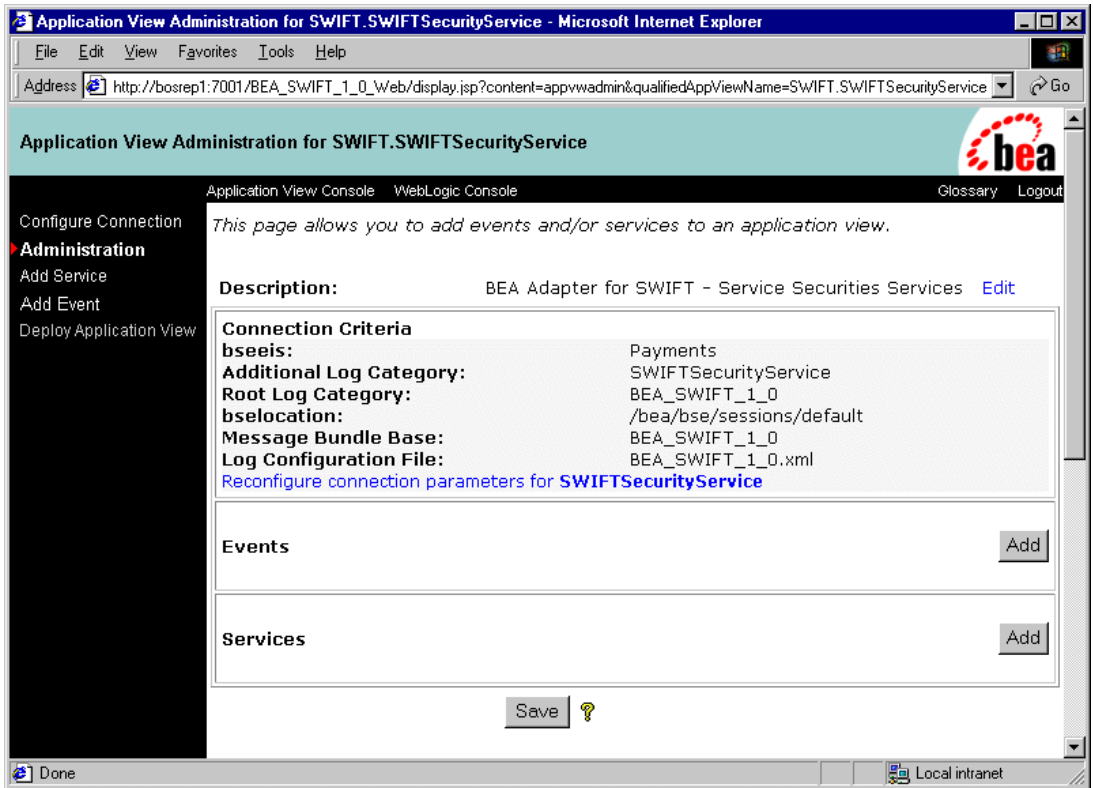 Application View Administration for SWIFT.SWIFTSecurityService - Microsoft Internet Explorer
File Edit View Favorites Tools Help
Address http://bosrep1:7001/BEA_SWIFT_1_0_Web/display.jsp?content=appvwadmin&qualifiedAppViewName=SWIFT.SWIFTSecurityService Go
Application View Administration for SWIFT.SWIFTSecurityService
bea
Application View Console WebLogic Console Glossary Logout
Configure Connection
Administration
Add Service
Add Event
Deploy Application View
This page allows you to add events and/or services to an application view.
Description: BEA Adapter for SWIFT - Service Securities Services Edit
Connection Criteria
bseeis: Payments
Additional Log Category: SWIFTSecurityService
Root Log Category: BEA_SWIFT_1_0
bselocation: /bea/bse/sessions/default
Message Bundle Base: BEA_SWIFT_1_0
Log Configuration File: BEA_SWIFT_1_0.xml
Reconfigure connection parameters for SWIFTSecurityService
Events Add
Services Add
Save ?
Done Local intranet